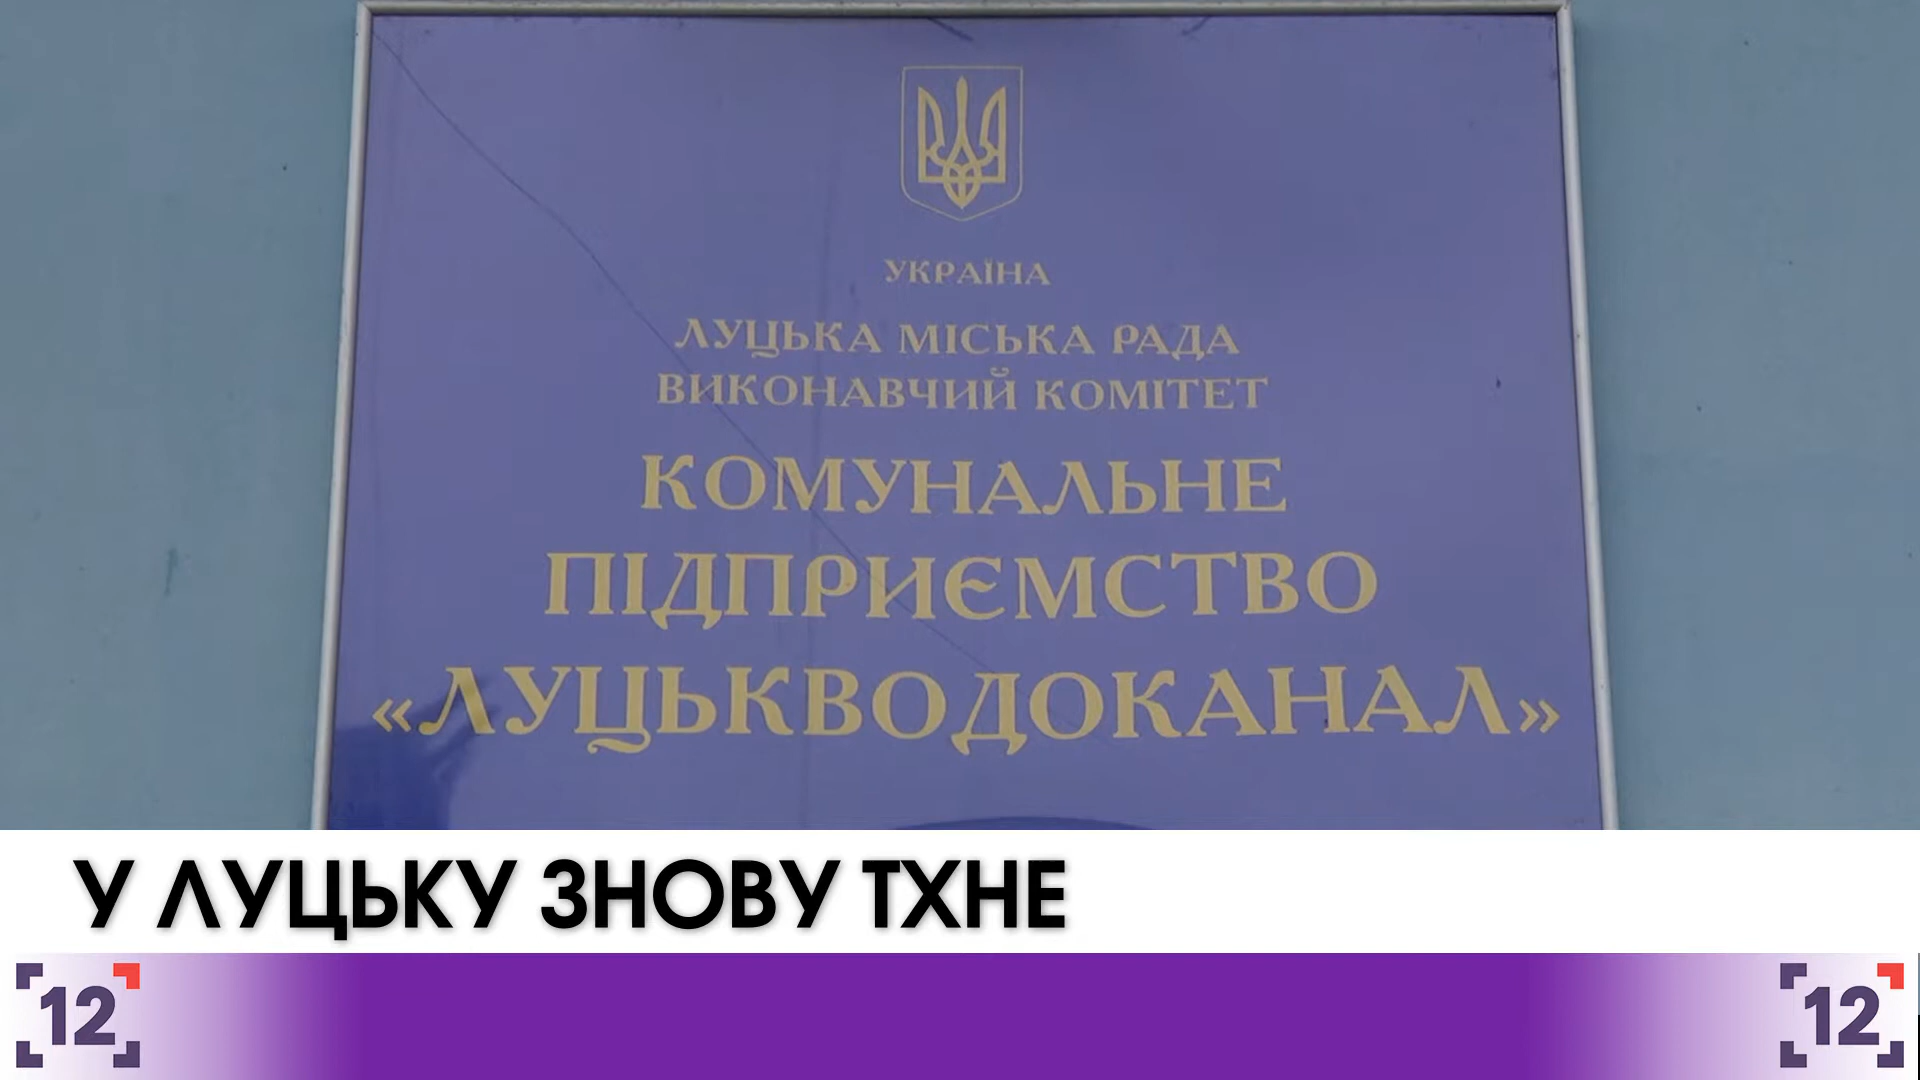 УКРАЇНА
ЛУЦЬКА МІСЬКА РАДА
ВИКОНАВЧИЙ КОМІТЕТ
КОМУНАЛЬНЕ
ПІДПРИЄМСТВО
«ЛУЦЬКВОДОКАНАЛ»
У ЛУЦЬКУ ЗНОВУ ТХНЕ
12 12